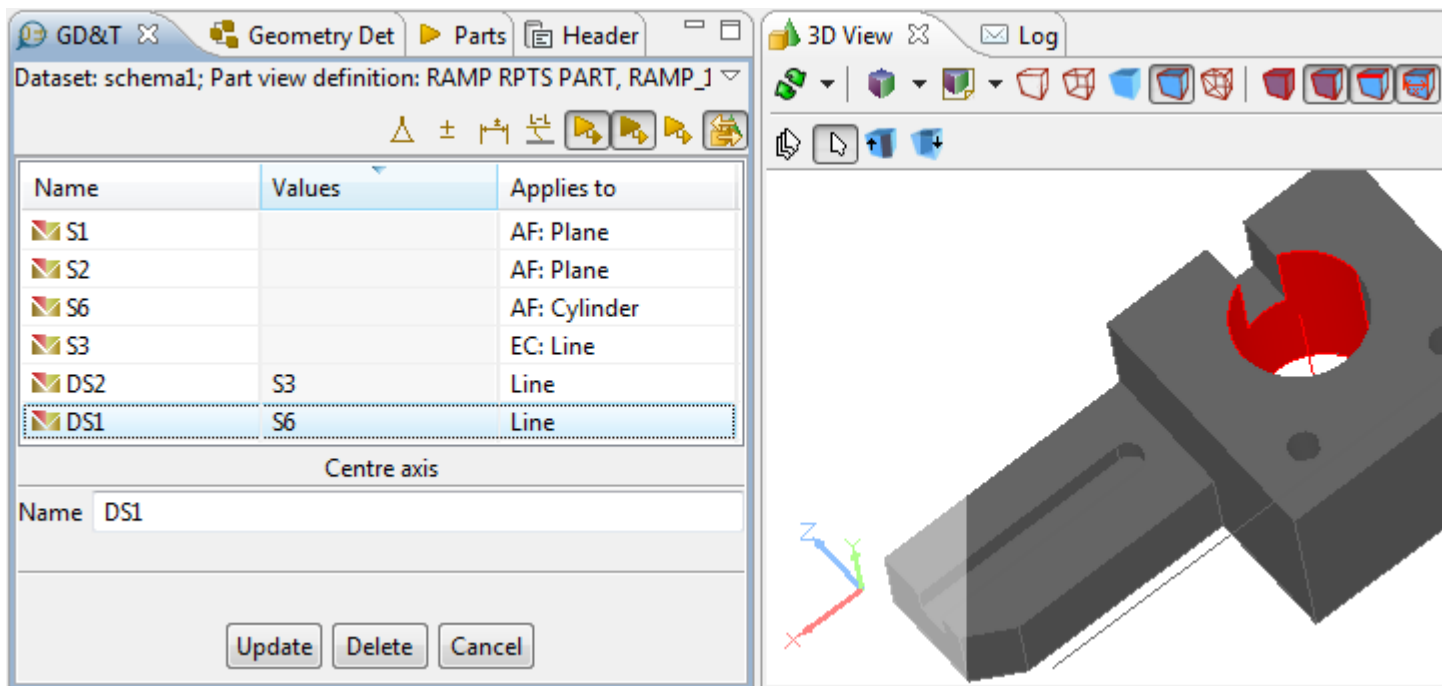 GD&T Geometry Det Parts Header
Dataset: schema1; Part view definition: RAMP RPTS PART, RAMP_1
Name Values Applies to
S1 AF: Plane
S2 AF: Plane
S6 AF: Cylinder
S3 EC: Line
DS2 S3 Line
DS1 S6 Line
Centre axis
Name DS1
Update Delete Cancel
3D View Log
Z Y
X